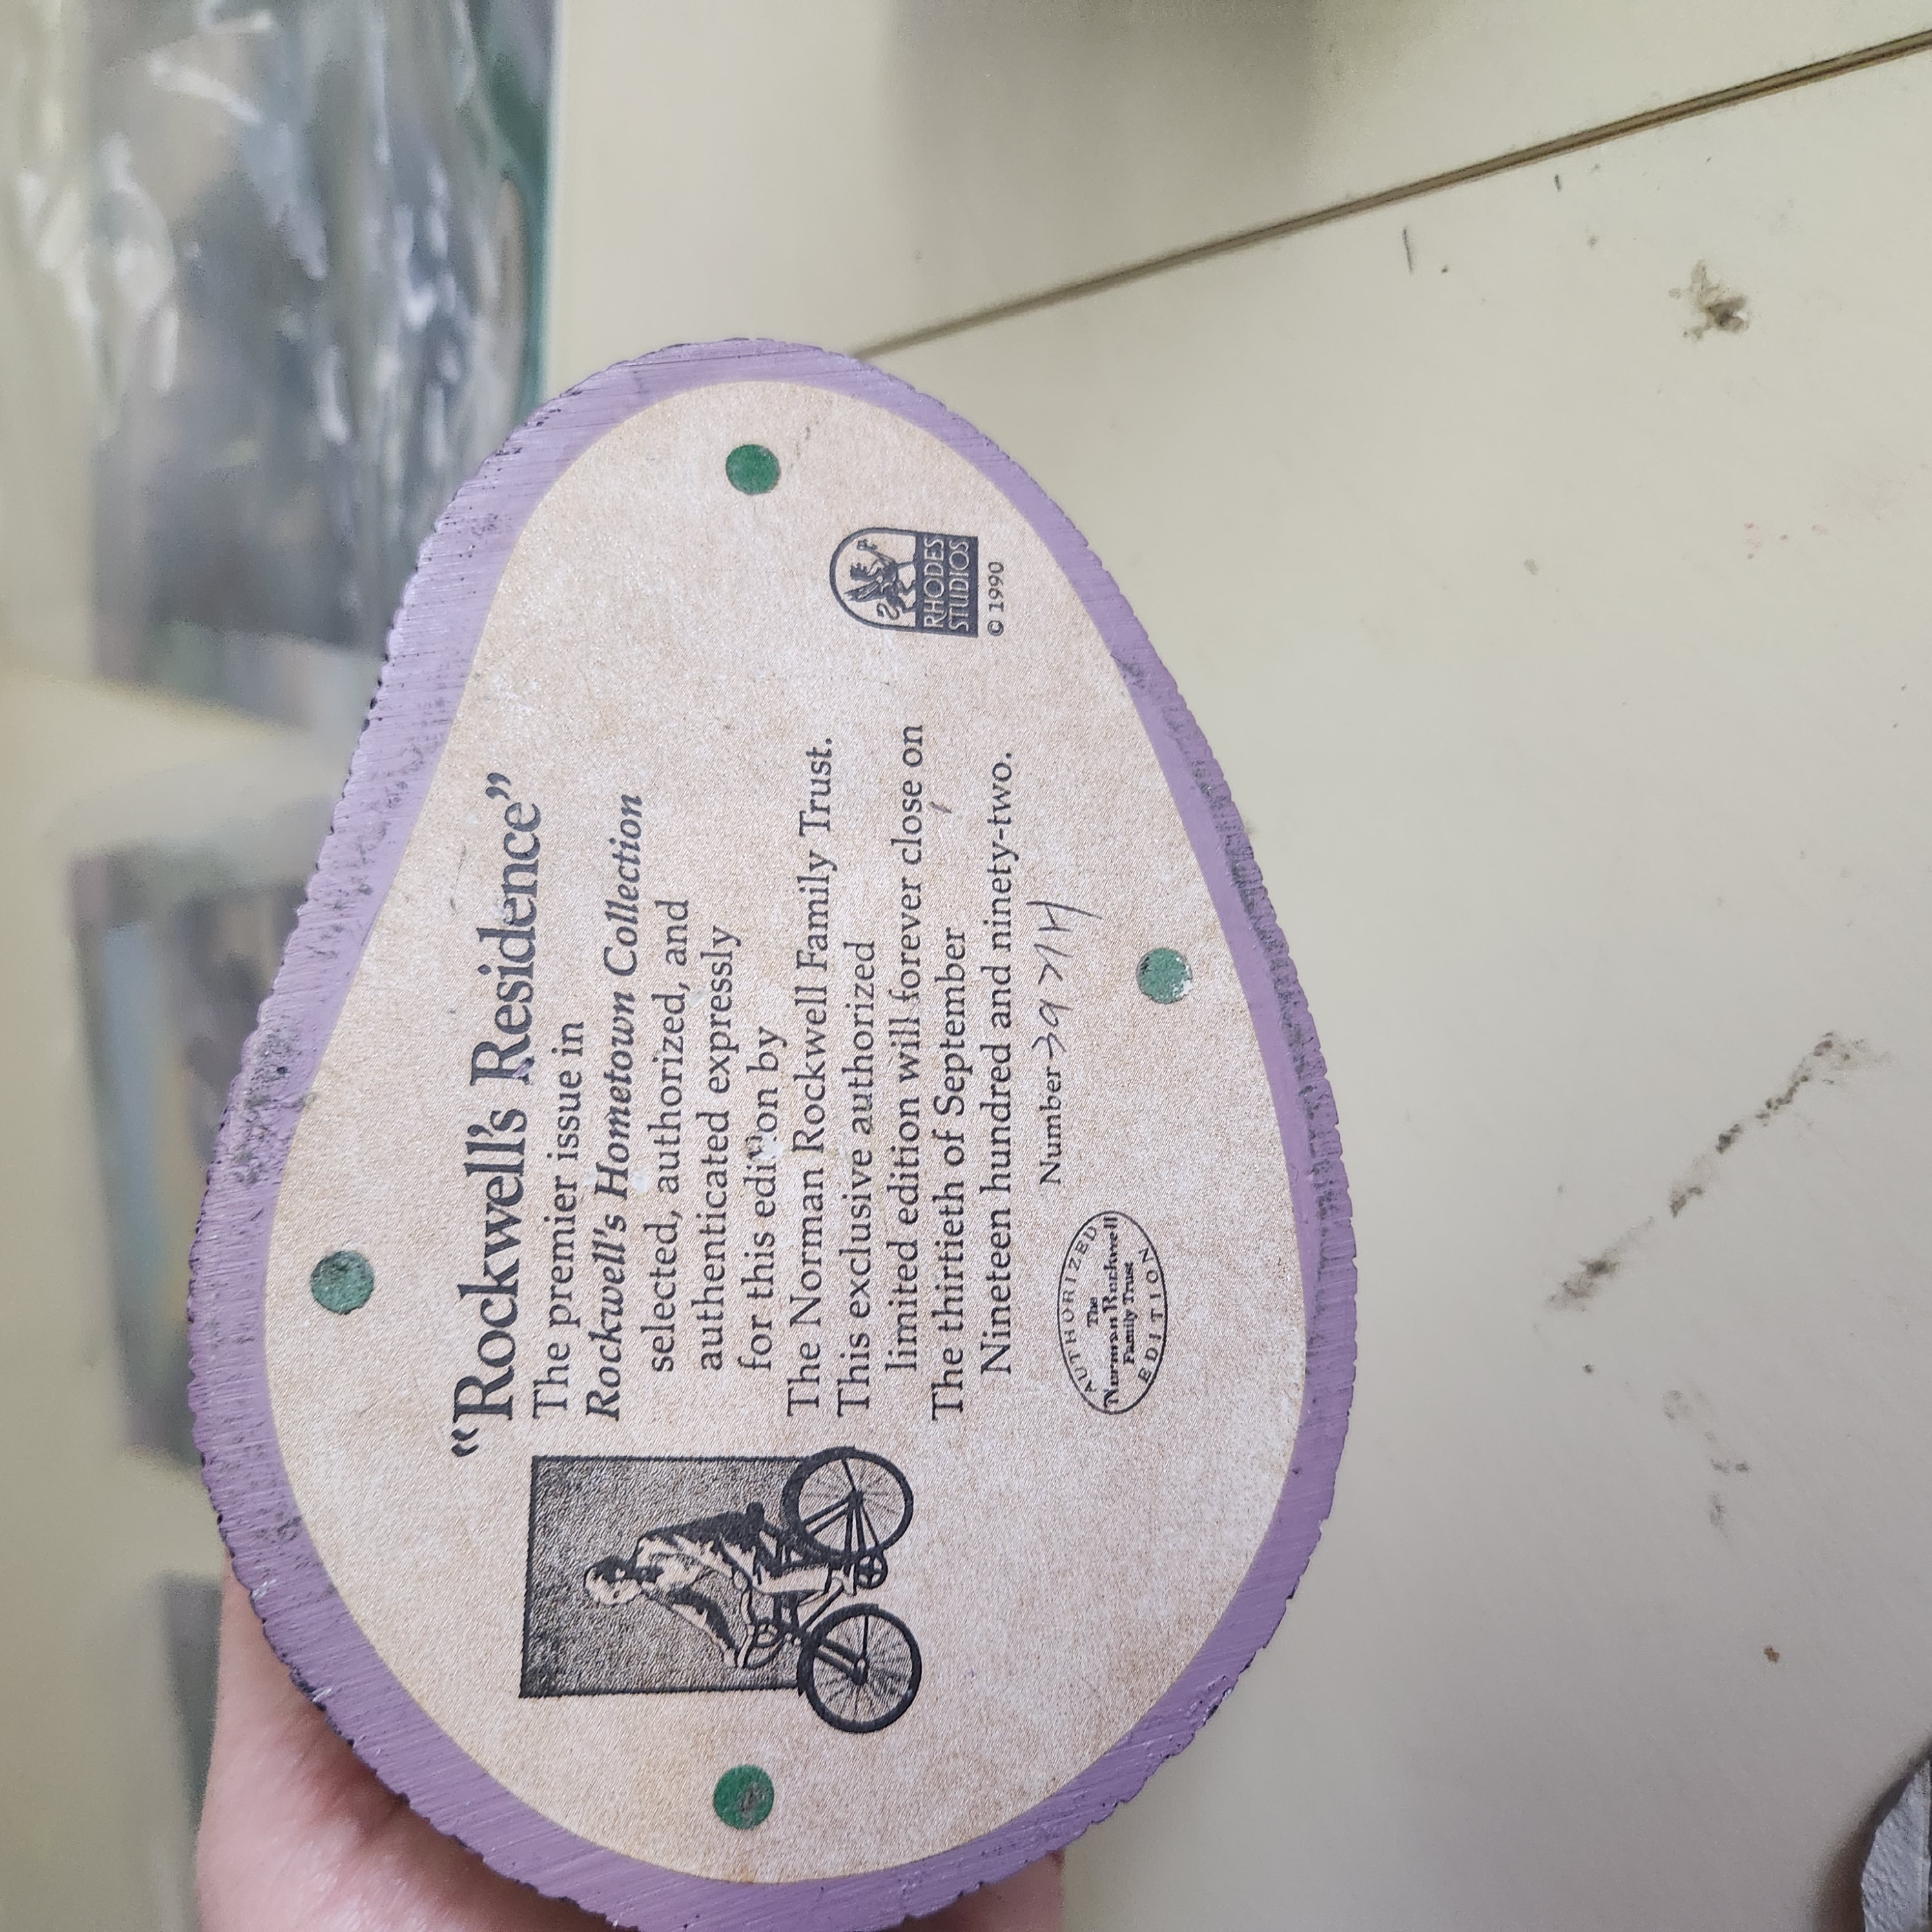 "Rockwell's Residence"
The premier issue in
Rockwell's Hometown Collection
selected, authorized, and
authenticated expressly
for this edition by
The Norman Rockwell Family Trust.
This exclusive authorized
limited edition will forever close on
The thirtieth of September
Nineteen hundred and ninety-two.
Number
AUTHORIZED
The
Norman Rockwell
Family Trust
EDITION
RHODES
STUDIOS
© 1990